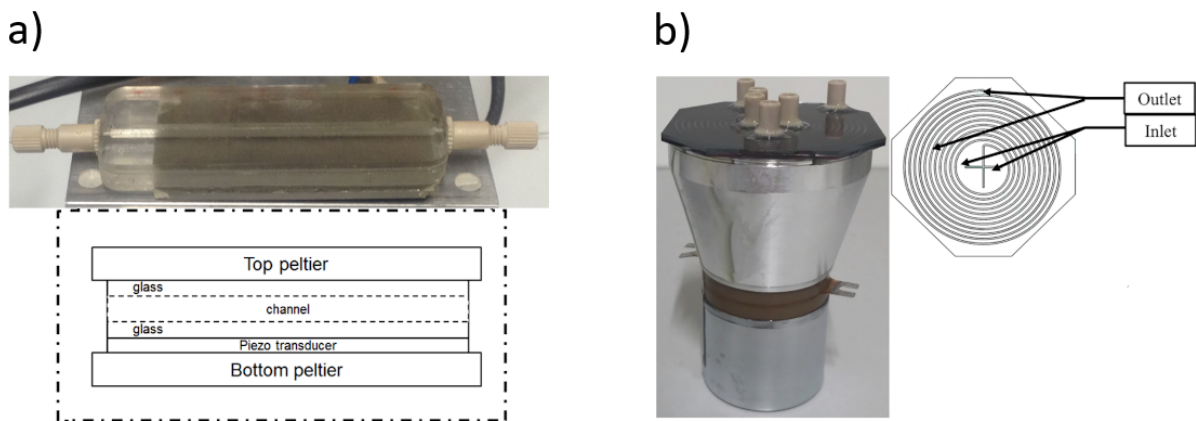 a)
b)
Top peltier
glass
channel
glass
Piezo transducer
Bottom peltier
Outlet
Inlet